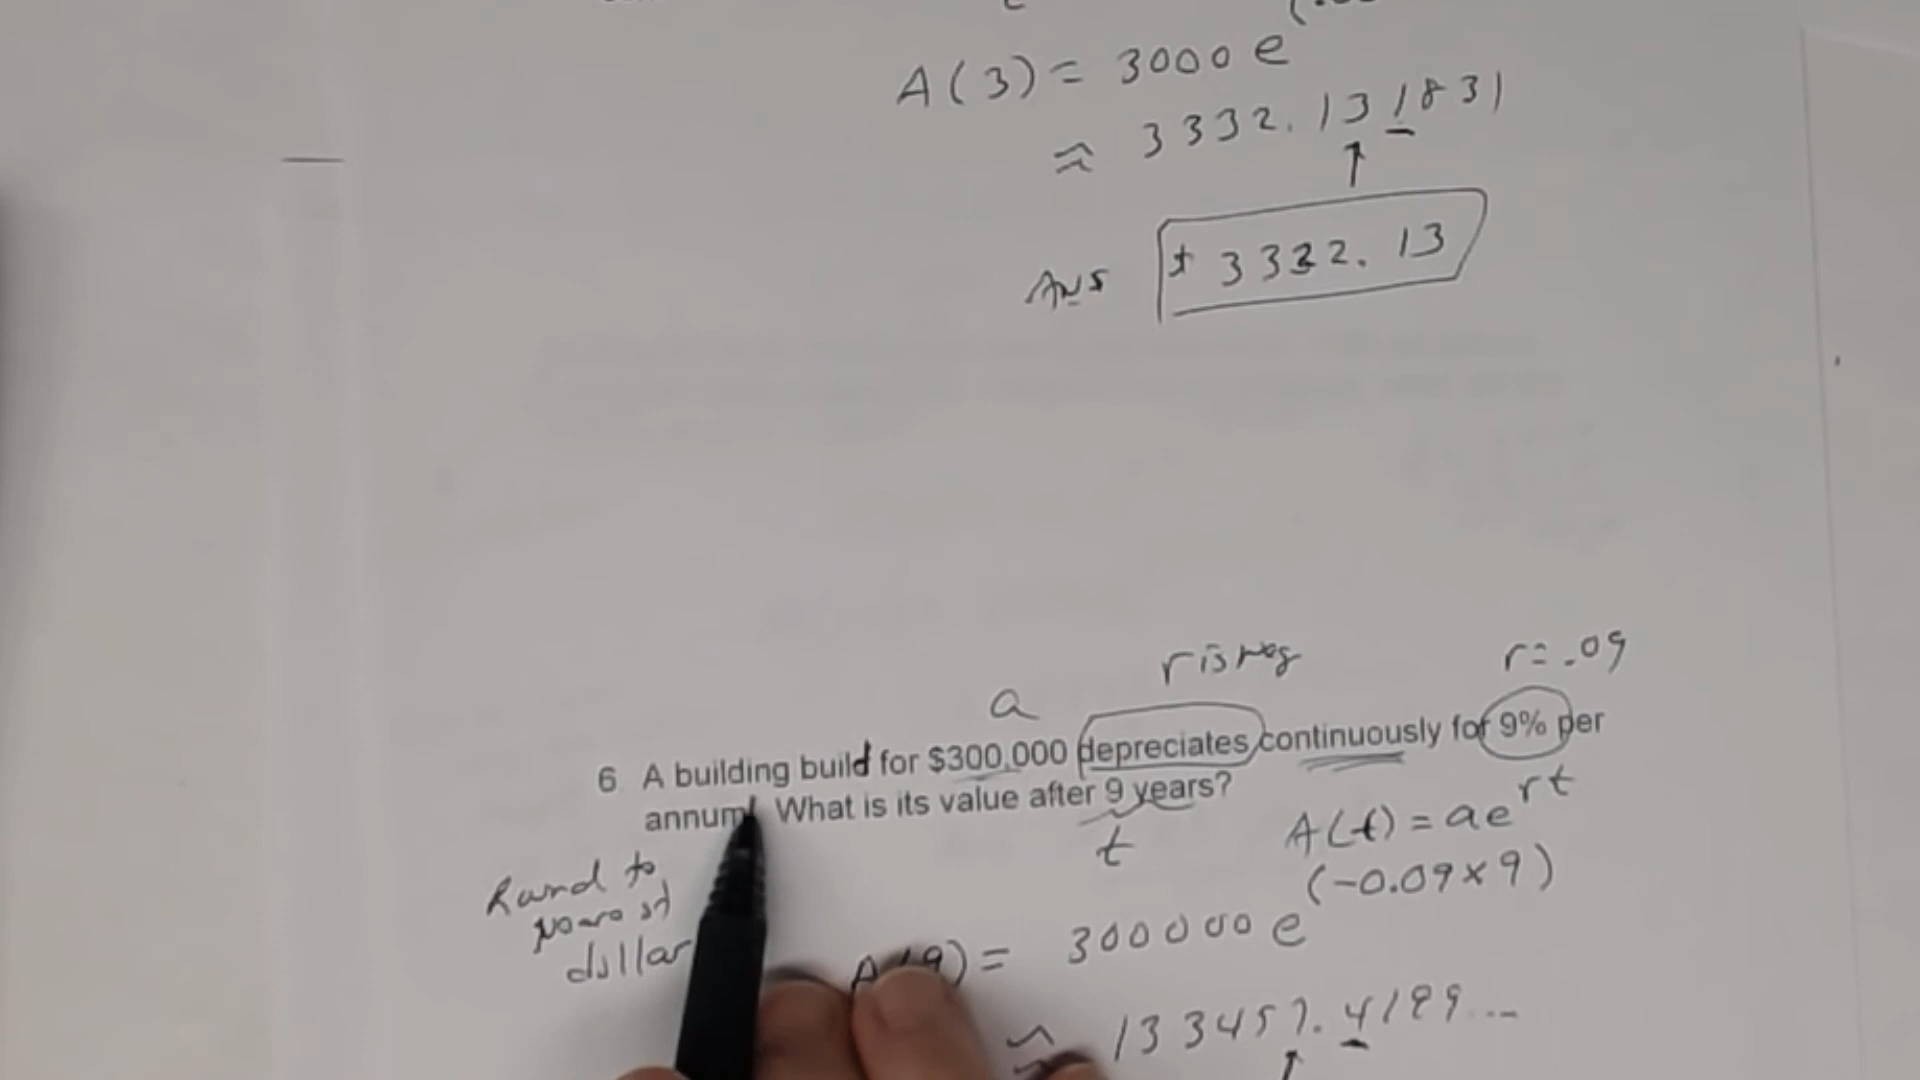 A(3) = 3000 e
≈ 3332.131831
Ans $ 3332.13
r is neg r = .09
a
6 A building build for $300,000 depreciates continuously for 9% per
annum. What is its value after 9 years?
t
A(t) = ae^rt
Round to
nearest
dollar
(-0.09 × 9)
A(9) = 300000 e
≈ 133457.4199...